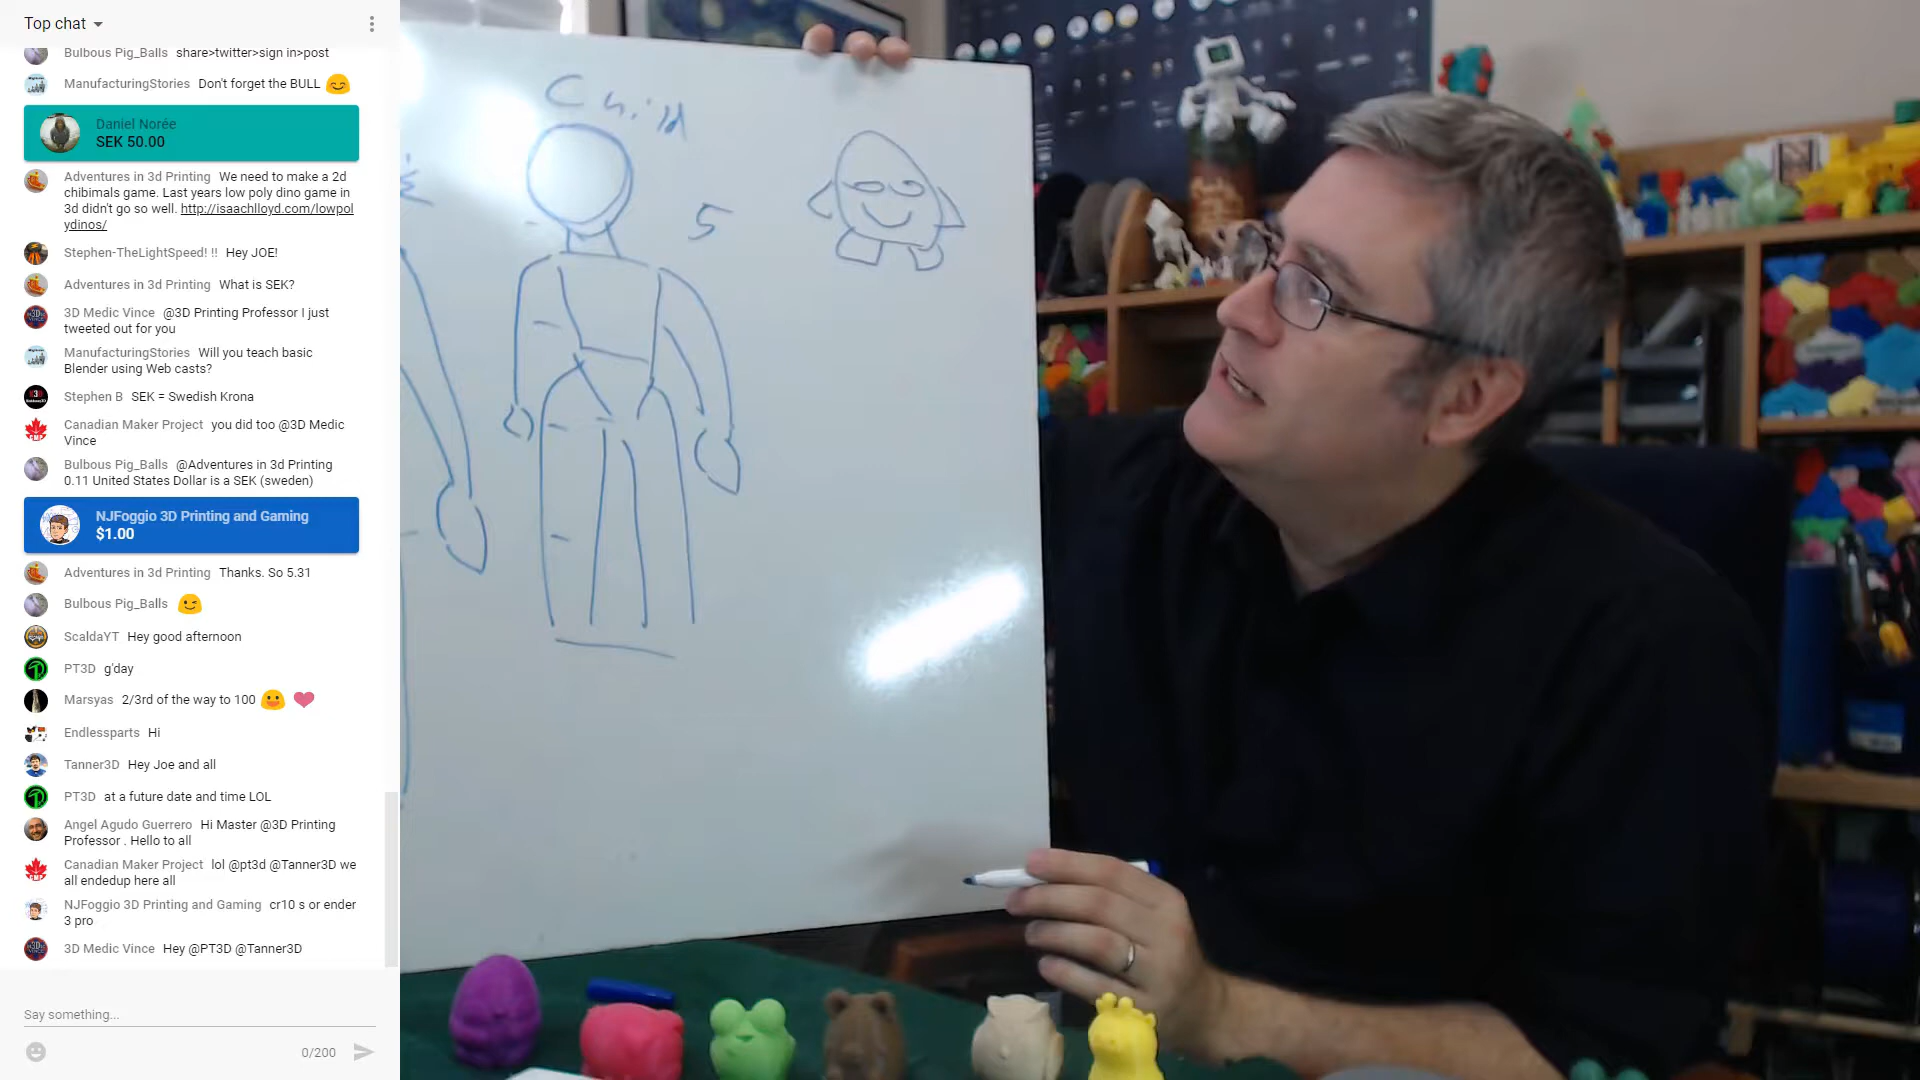 Top chat
Bulbous Pig_Balls share>twitter>sign in>post
ManufacturingStories Don't forget the BULL 😊
Daniel Norée
SEK 50.00
Adventures in 3d Printing We need to make a 2d
chibimals game. Last years low poly dino game in
3d didn't go so well. http://isaachlloyd.com/lowpol
ydinos/
Stephen-TheLightSpeed! !! Hey JOE!
Adventures in 3d Printing What is SEK?
3D Medic Vince @3D Printing Professor I just
tweeted out for you
ManufacturingStories Will you teach basic
Blender using Web casts?
Stephen B SEK = Swedish Krona
Canadian Maker Project you did too @3D Medic
Vince
Bulbous Pig_Balls @Adventures in 3d Printing
0.11 United States Dollar is a SEK (sweden)
NJFoggio 3D Printing and Gaming
$1.00
Adventures in 3d Printing Thanks. So 5.31
Bulbous Pig_Balls 😉
ScaldaYT Hey good afternoon
PT3D g'day
Marsyas 2/3rd of the way to 100 😀 ❤
Endlessparts Hi
Tanner3D Hey Joe and all
PT3D at a future date and time LOL
Angel Agudo Guerrero Hi Master @3D Printing
Professor . Hello to all
Canadian Maker Project lol @pt3d @Tanner3D we
all endedup here all
NJFoggio 3D Printing and Gaming cr10 s or ender
3 pro
3D Medic Vince Hey @PT3D @Tanner3D
Say something...
0/200
Child
5